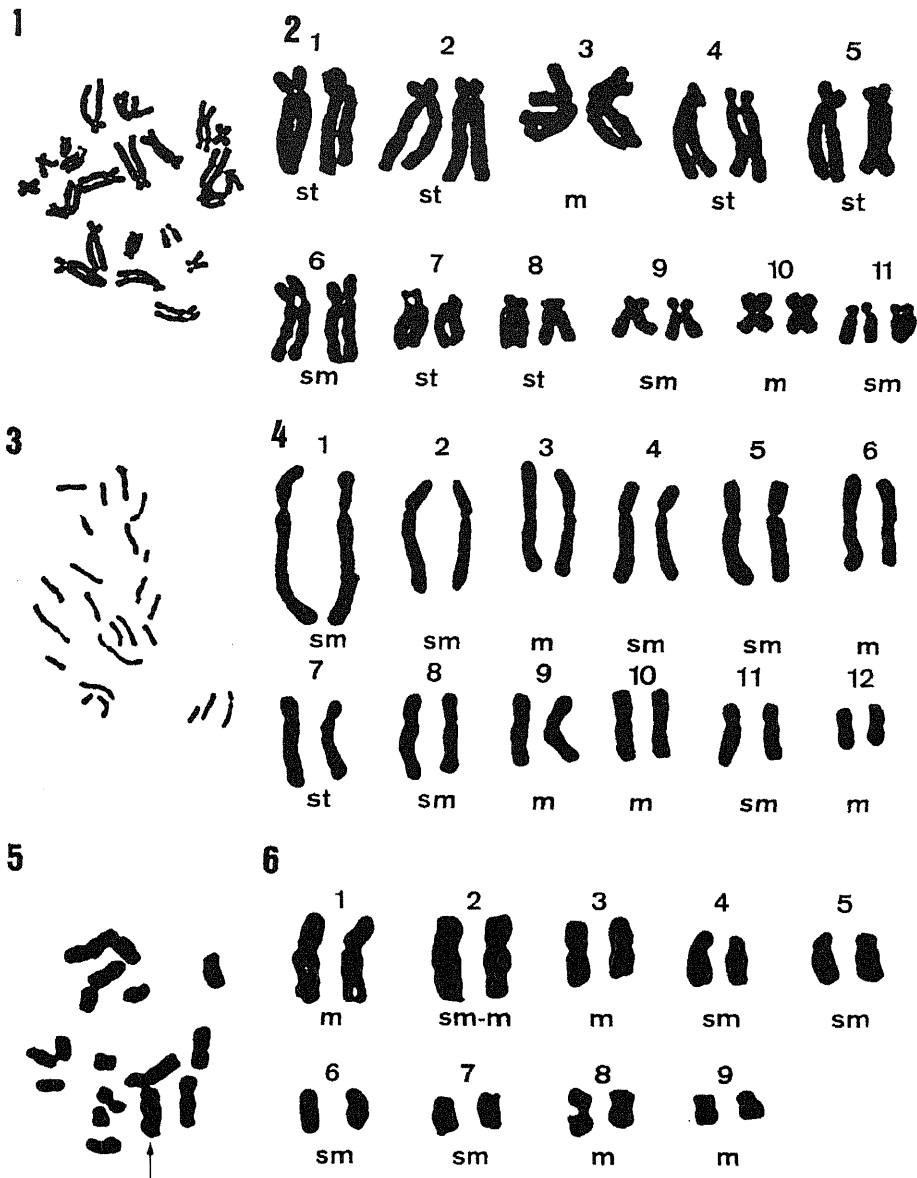 1
2
1 2 3 4 5
st st m st st
6 7 8 9 10 11
sm st st sm m sm
3
4
1 2 3 4 5 6
sm sm m sm sm m
7 8 9 10 11 12
st sm m m sm m
5
6
1 2 3 4 5
m sm-m m sm sm
6 7 8 9
sm sm m m